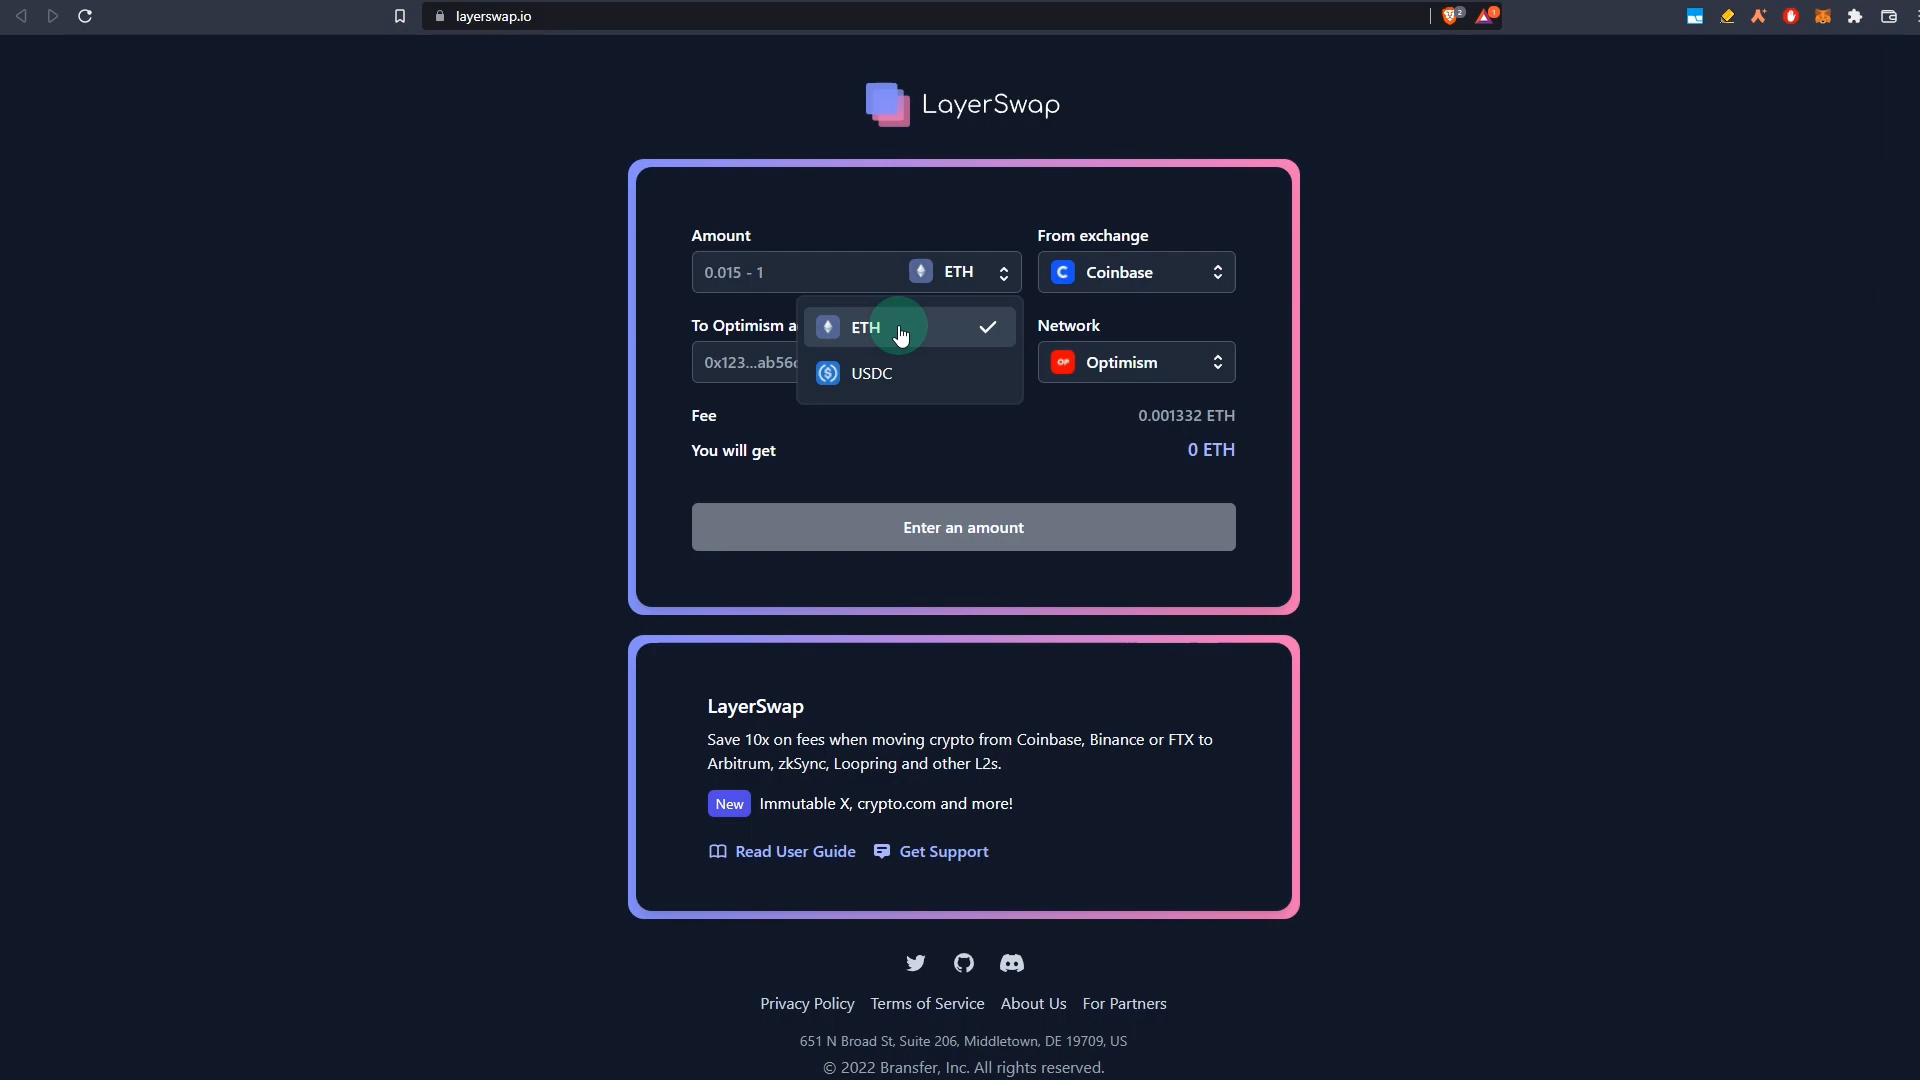 layerswap.io
2
1
LayerSwap
Amount
From exchange
0.015 - 1
ETH
Coinbase
To Optimism a
ETH
Network
0x123...ab56
USDC
Optimism
Fee
0.001332 ETH
You will get
0 ETH
Enter an amount
LayerSwap
Save 10x on fees when moving crypto from Coinbase, Binance or FTX to
Arbitrum, zkSync, Loopring and other L2s.
New Immutable X, crypto.com and more!
Read User Guide Get Support
Privacy Policy Terms of Service About Us For Partners
651 N Broad St, Suite 206, Middletown, DE 19709, US
© 2022 Bransfer, Inc. All rights reserved.